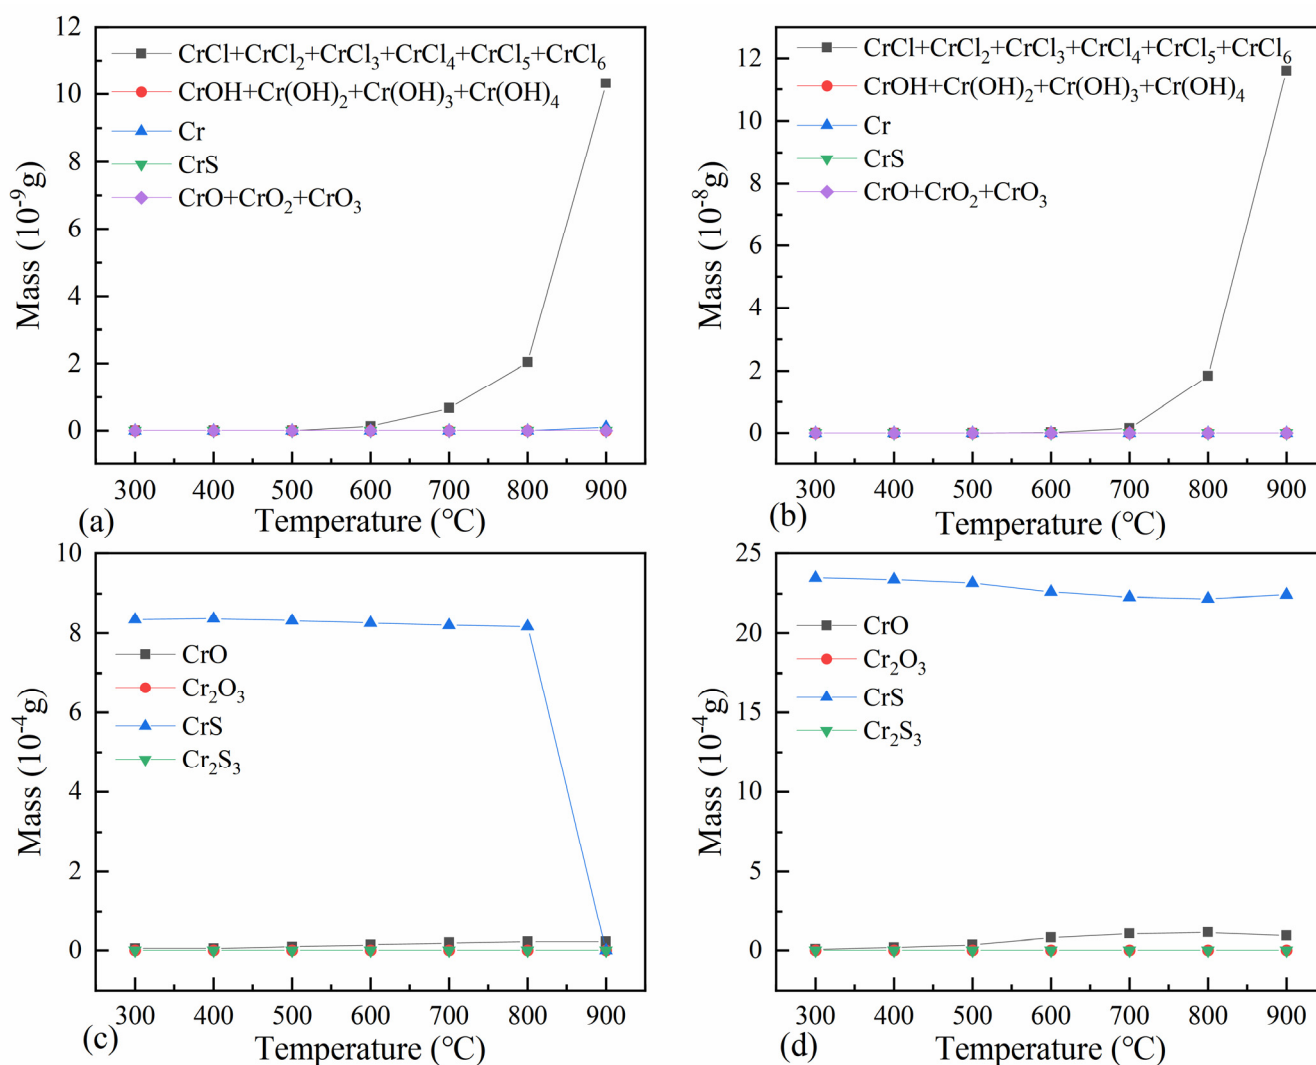 12
10
8
6
4
2
0
Mass (10⁻⁹g)
CrCl+CrCl₂+CrCl₃+CrCl₄+CrCl₅+CrCl₆
CrOH+Cr(OH)₂+Cr(OH)₃+Cr(OH)₄
Cr
CrS
CrO+CrO₂+CrO₃
300 400 500 600 700 800 900
(a)
Temperature (°C)
12
10
8
6
4
2
0
Mass (10⁻⁸g)
CrCl+CrCl₂+CrCl₃+CrCl₄+CrCl₅+CrCl₆
CrOH+Cr(OH)₂+Cr(OH)₃+Cr(OH)₄
Cr
CrS
CrO+CrO₂+CrO₃
300 400 500 600 700 800 900
(b)
Temperature (°C)
10
8
6
4
2
0
Mass (10⁻⁴g)
CrO
Cr₂O₃
CrS
Cr₂S₃
300 400 500 600 700 800 900
(c)
Temperature (°C)
25
20
15
10
5
0
Mass (10⁻⁴g)
CrO
Cr₂O₃
CrS
Cr₂S₃
300 400 500 600 700 800 900
(d)
Temperature (°C)